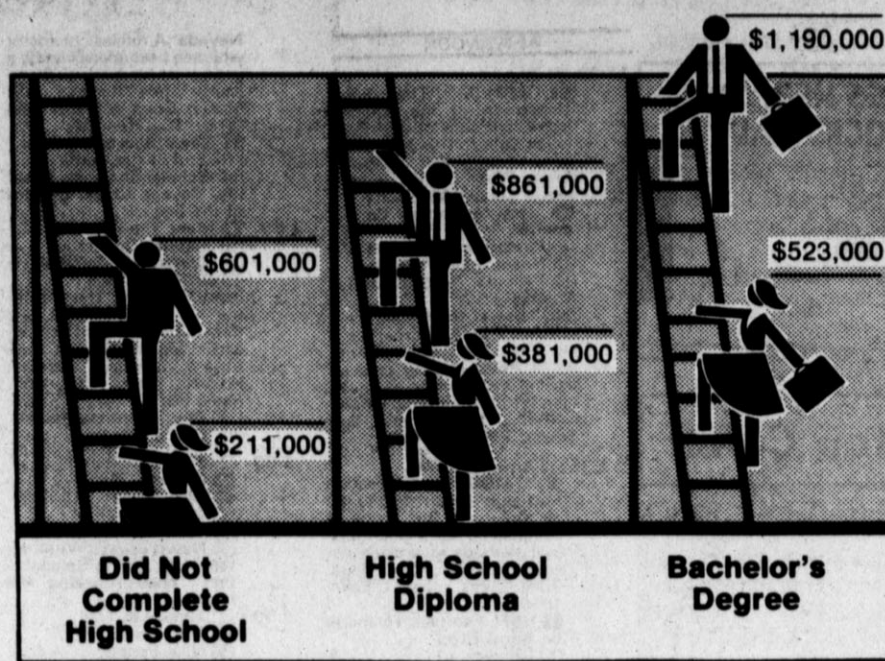 $1,190,000
$861,000
$601,000
$523,000
$381,000
$211,000
Did Not
Complete
High School
High School
Diploma
Bachelor's
Degree